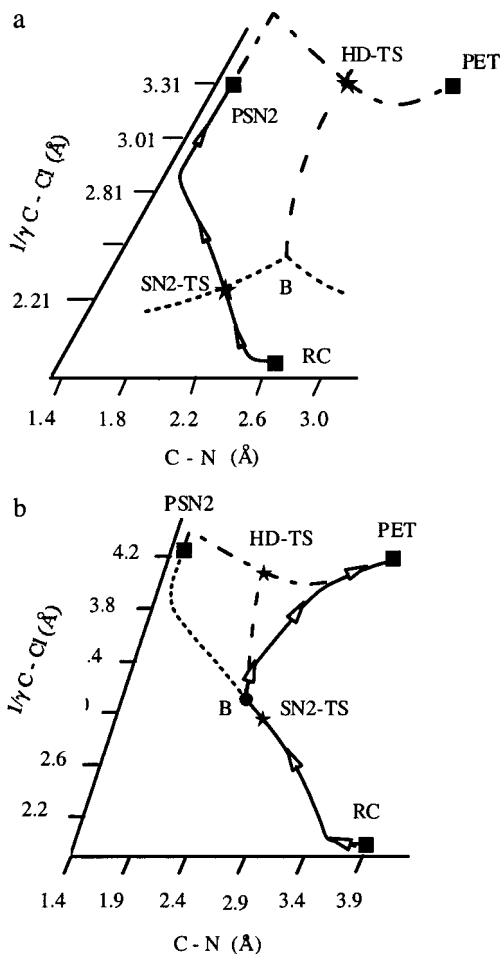 a
HD-TS
PET
3.31
PSN2
3.01
2.81
1/γ C - Cl (Å)
SN2-TS
B
2.21
RC
1.4
1.8
2.2
2.6
3.0
C - N (Å)
b
PSN2
PET
4.2
HD-TS
3.8
1/γ C - Cl (Å)
.4
)
B
SN2-TS
2.6
RC
2.2
1.4
1.9
2.4
2.9
3.4
3.9
C - N (Å)